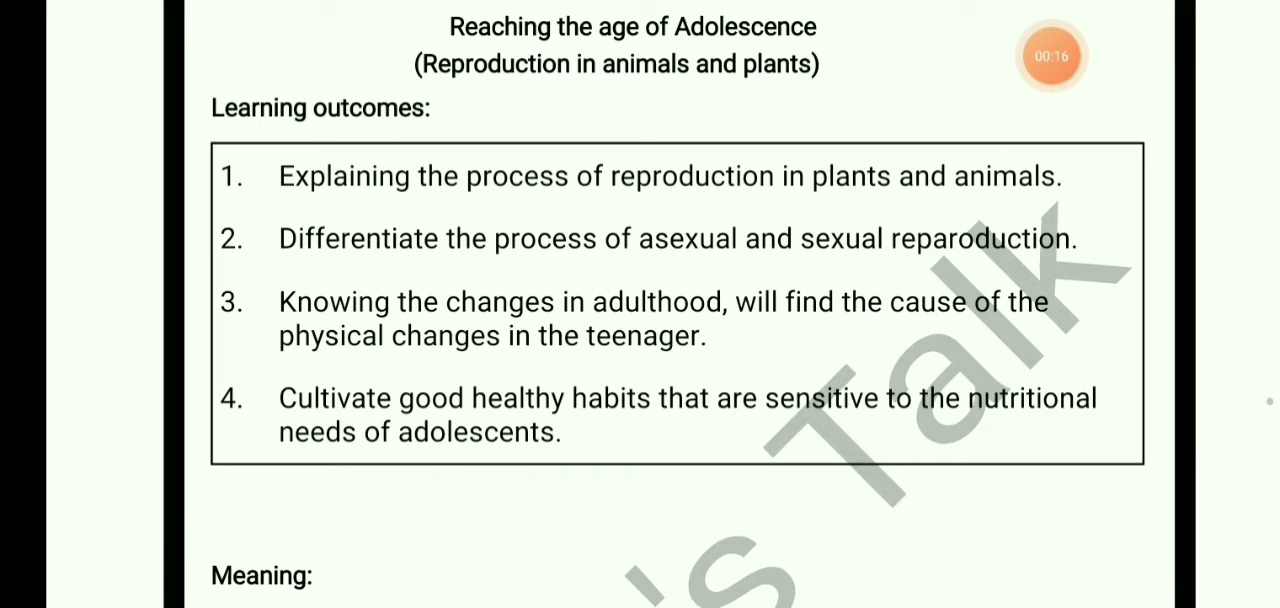 Reaching the age of Adolescence
(Reproduction in animals and plants)
00:16
Learning outcomes:
1. Explaining the process of reproduction in plants and animals.
2. Differentiate the process of asexual and sexual reparoduction.
3. Knowing the changes in adulthood, will find the cause of the
physical changes in the teenager.
4. Cultivate good healthy habits that are sensitive to the nutritional
needs of adolescents.
's Talk
Meaning: